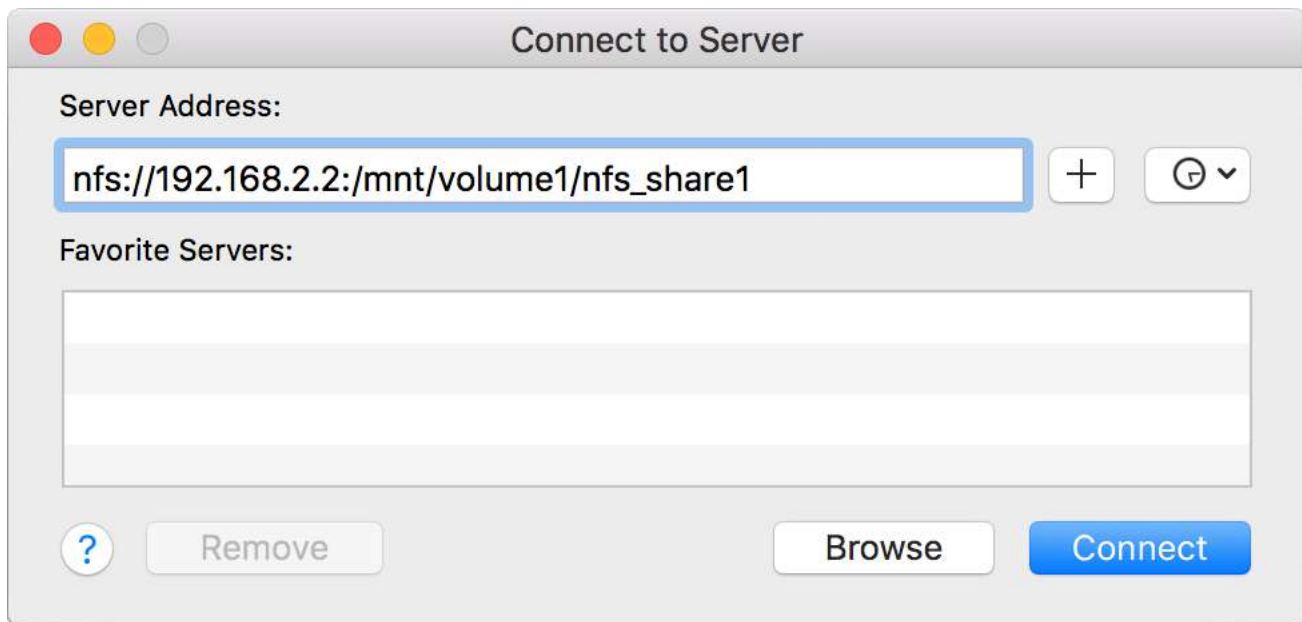 Connect to Server
Server Address:
nfs://192.168.2.2:/mnt/volume1/nfs_share1
+
Favorite Servers:
? Remove Browse Connect